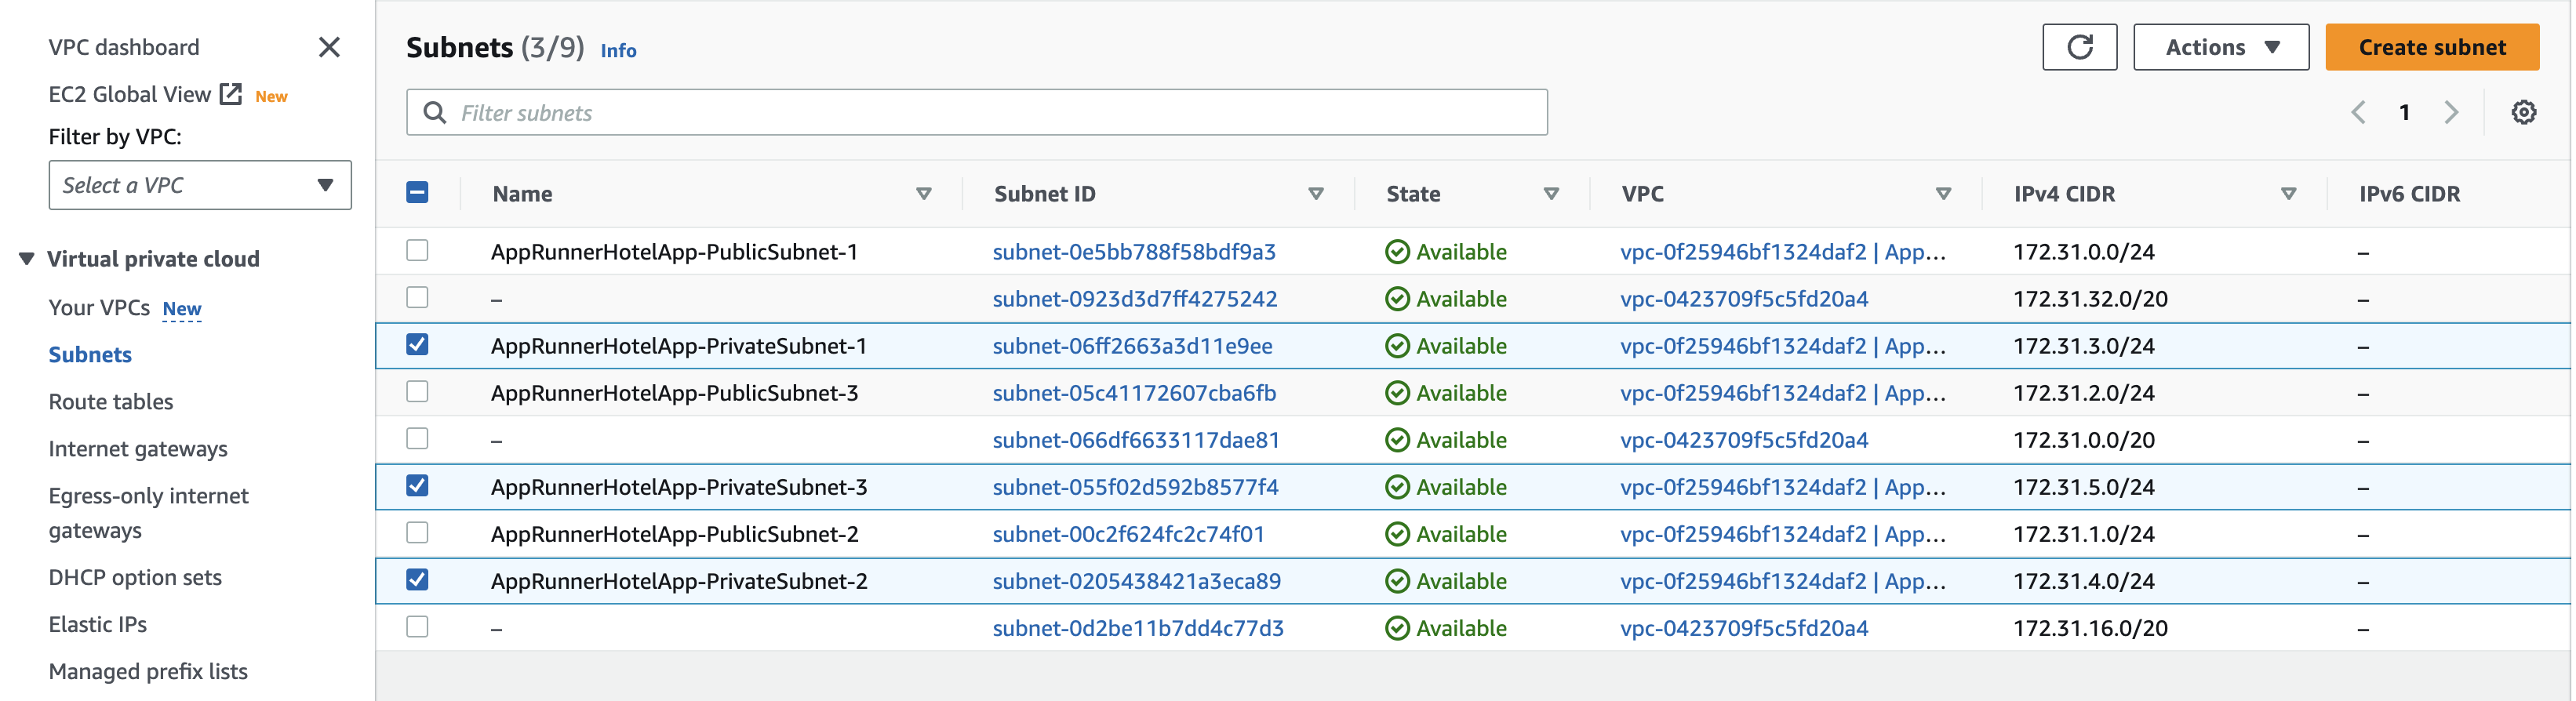 VPC dashboard
EC2 Global View New
Filter by VPC:
Select a VPC
Virtual private cloud
Your VPCs New
Subnets
Route tables
Internet gateways
Egress-only internet
gateways
DHCP option sets
Elastic IPs
Managed prefix lists
Subnets (3/9) Info
Actions
Create subnet
Filter subnets
1
Name Subnet ID State VPC IPv4 CIDR IPv6 CIDR
AppRunnerHotelApp-PublicSubnet-1 subnet-0e5bb788f58bdf9a3 Available vpc-0f25946bf1324daf2 | App... 172.31.0.0/24 –
– subnet-0923d3d7ff4275242 Available vpc-0423709f5c5fd20a4 172.31.32.0/20 –
AppRunnerHotelApp-PrivateSubnet-1 subnet-06ff2663a3d11e9ee Available vpc-0f25946bf1324daf2 | App... 172.31.3.0/24 –
AppRunnerHotelApp-PublicSubnet-3 subnet-05c41172607cba6fb Available vpc-0f25946bf1324daf2 | App... 172.31.2.0/24 –
– subnet-066df6633117dae81 Available vpc-0423709f5c5fd20a4 172.31.0.0/20 –
AppRunnerHotelApp-PrivateSubnet-3 subnet-055f02d592b8577f4 Available vpc-0f25946bf1324daf2 | App... 172.31.5.0/24 –
AppRunnerHotelApp-PublicSubnet-2 subnet-00c2f624fc2c74f01 Available vpc-0f25946bf1324daf2 | App... 172.31.1.0/24 –
AppRunnerHotelApp-PrivateSubnet-2 subnet-0205438421a3eca89 Available vpc-0f25946bf1324daf2 | App... 172.31.4.0/24 –
– subnet-0d2be11b7dd4c77d3 Available vpc-0423709f5c5fd20a4 172.31.16.0/20 –